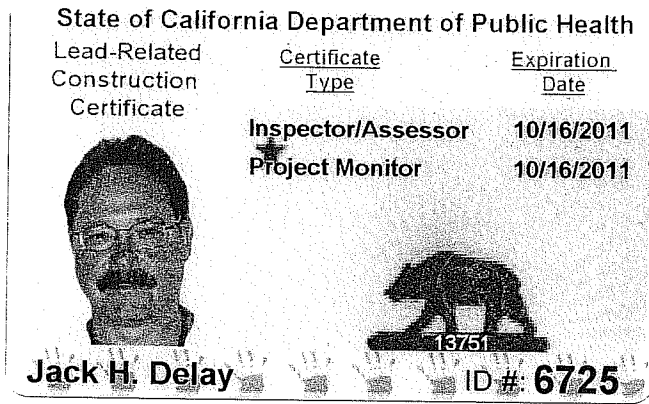 State of California Department of Public Health
Lead-Related
Construction
Certificate
Certificate
Type
Expiration
Date
Inspector/Assessor 10/16/2011
Project Monitor 10/16/2011
13751
Jack H. Delay
ID #: 6725